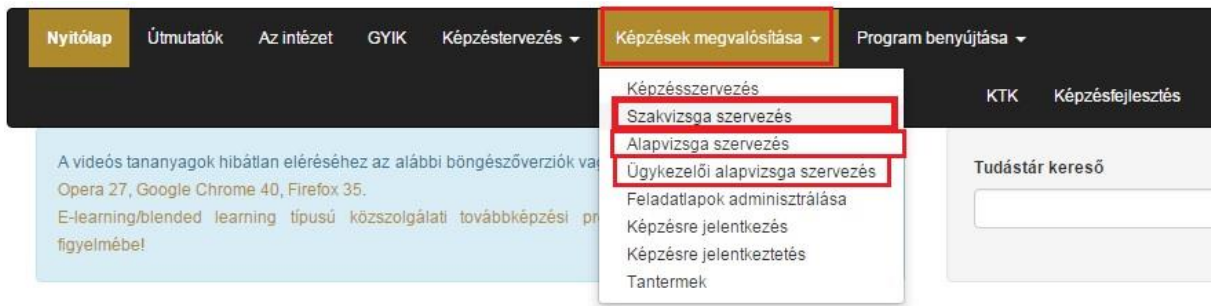 Nyitólap Útmutatók Az intézet GYIK Képzéstervezés Képzések megvalósítása Program benyújtása
KTK Képzésfejlesztés
Képzésszervezés
Szakvizsga szervezés
Alapvizsga szervezés
Ügykezelői alapvizsga szervezés
Feladatlapok adminisztrálása
Képzésre jelentkezés
Képzésre jelentkeztetés
Tantermek
A videós tananyagok hibátlan eléréséhez az alábbi böngészőverziók
Opera 27, Google Chrome 40, Firefox 35.
E-learning/blended learning típusú közszolgálati továbbképzési
figyelmébe!
Tudástár kereső